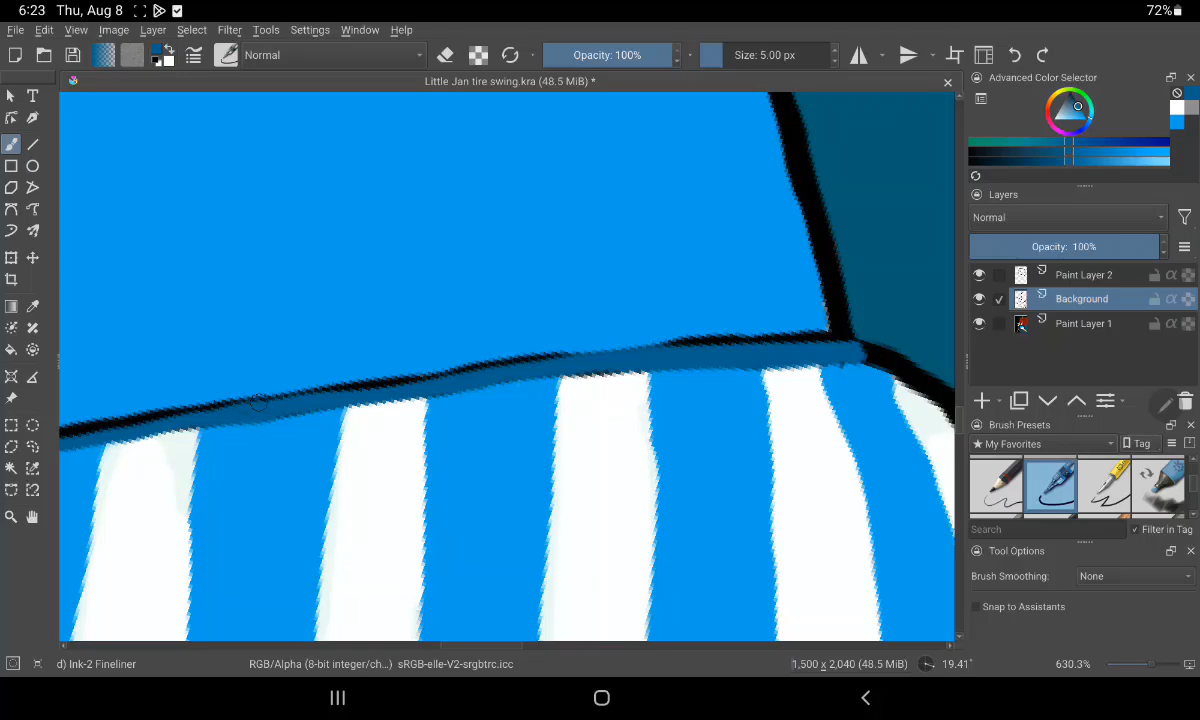 6:23 Thu, Aug 8 72%
File Edit View Image Layer Select Filter Tools Settings Window Help
Normal Opacity: 100% Size: 5.00 px
Little Jan tire swing.kra (48.5 MiB) *
Advanced Color Selector
Layers
Normal
Opacity: 100%
Paint Layer 2
Background
Paint Layer 1
Brush Presets
My Favorites Tag
Search Filter in Tag
Tool Options
Brush Smoothing: None
Snap to Assistants
d) Ink-2 Fineliner RGB/Alpha (8-bit integer/ch...) sRGB-elle-V2-srgbtrc.icc 1,500 x 2,040 (48.5 MiB) 19.41° 630.3%